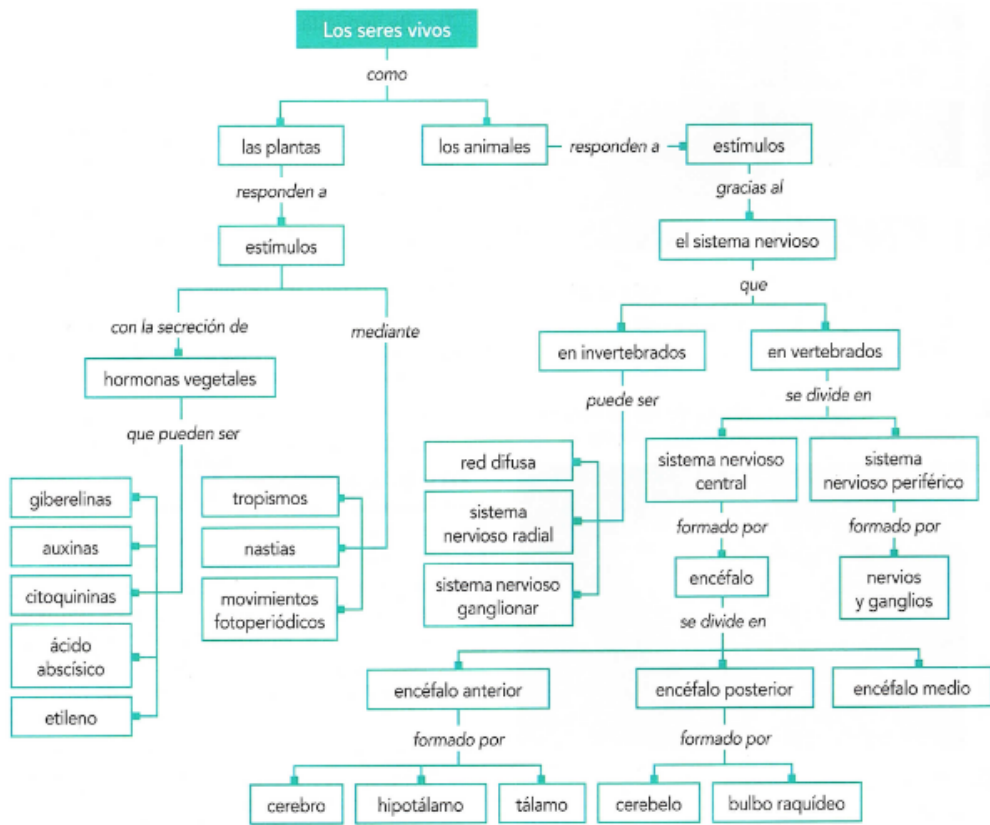 Los seres vivos
como
las plantas
los animales
responden a
estímulos
responden a
gracias al
estímulos
el sistema nervioso
que
con la secreción de
mediante
en invertebrados
en vertebrados
hormonas vegetales
puede ser
se divide en
que pueden ser
red difusa
sistema
nervioso central
sistema
nervioso periférico
giberelinas
tropismos
sistema
nervioso radial
formado por
formado por
auxinas
nastias
encéfalo
nervios
y ganglios
citoquininas
movimientos
fotoperiódicos
sistema nervioso
ganglionar
se divide en
ácido
abscísico
encéfalo anterior
encéfalo posterior
encéfalo medio
etileno
formado por
formado por
cerebro
hipotálamo
tálamo
cerebelo
bulbo raquídeo